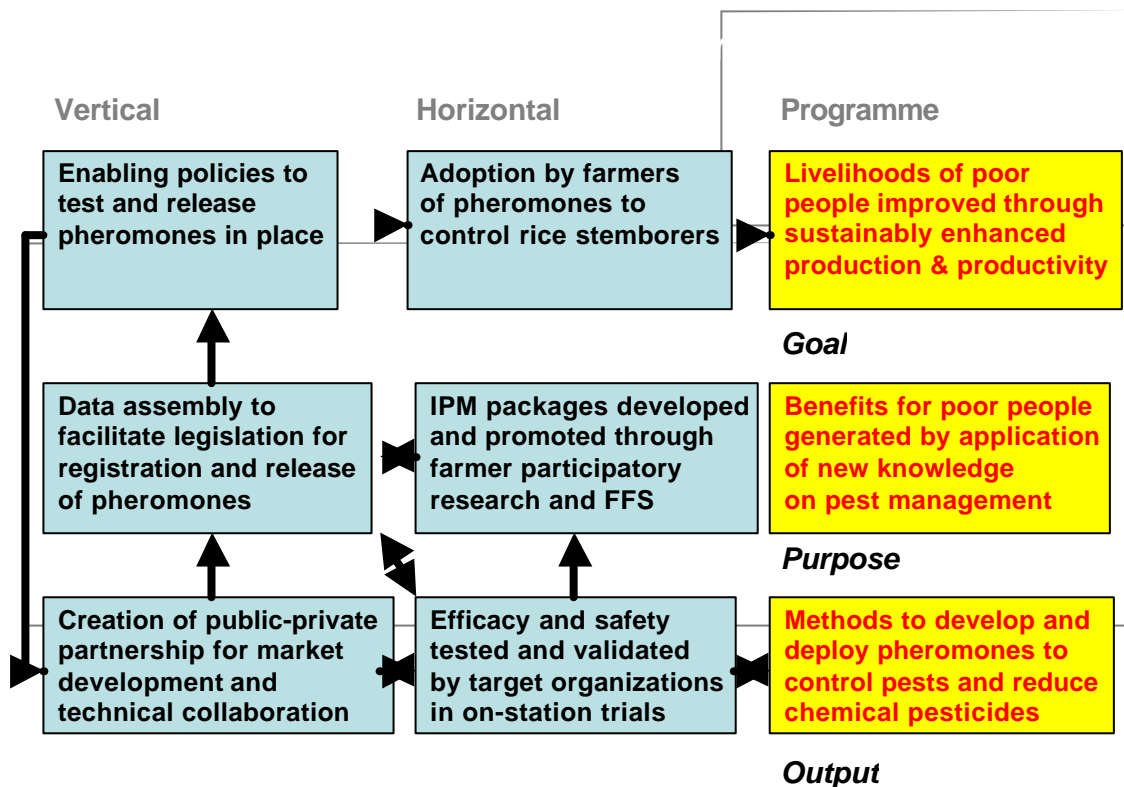 Vertical
Horizontal
Programme
Enabling policies to
test and release
pheromones in place
Adoption by farmers
of pheromones to
control rice stemborers
Livelihoods of poor
people improved through
sustainably enhanced
production & productivity
Goal
Data assembly to
facilitate legislation for
registration and release
of pheromones
IPM packages developed
and promoted through
farmer participatory
research and FFS
Benefits for poor people
generated by application
of new knowledge
on pest management
Purpose
Creation of public-private
partnership for market
development and
technical collaboration
Efficacy and safety
tested and validated
by target organizations
in on-station trials
Methods to develop and
deploy pheromones to
control pests and reduce
chemical pesticides
Output